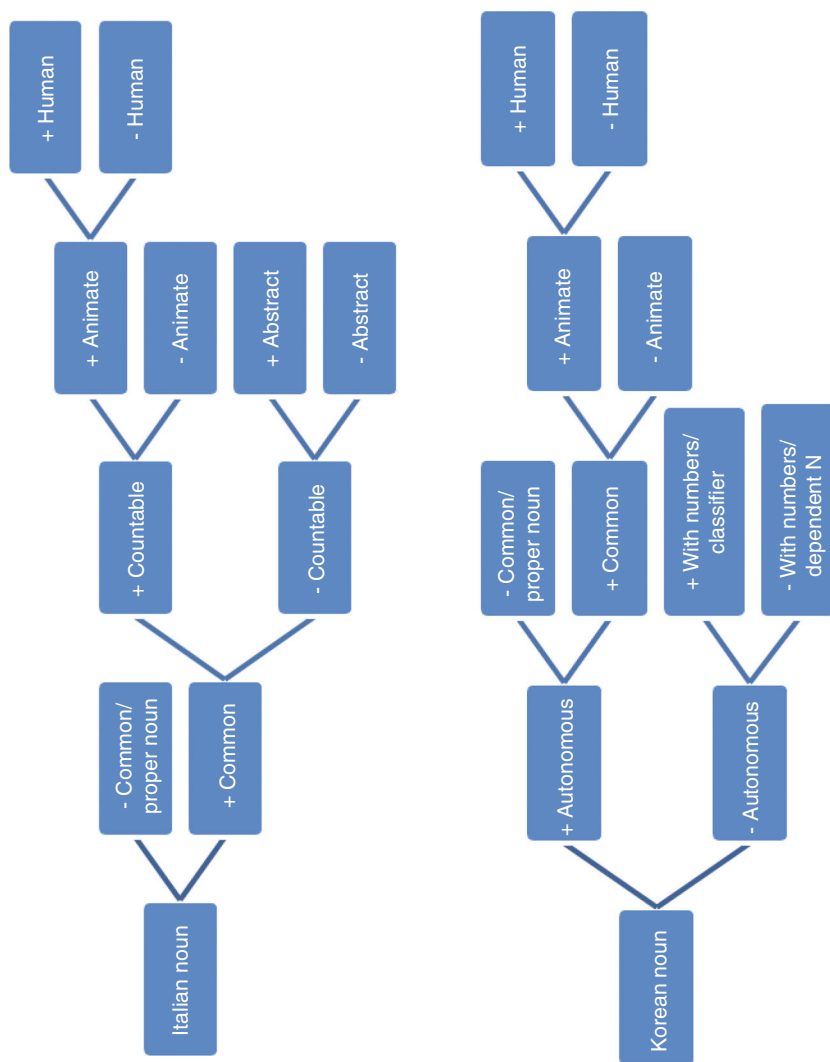 Italian noun
- Common/
proper noun
+ Common
+ Countable
- Countable
+ Animate
- Animate
+ Abstract
- Abstract
+ Human
- Human
Korean noun
+ Autonomous
- Autonomous
- Common/
proper noun
+ Common
+ With numbers/
classifier
- With numbers/
dependent N
+ Animate
- Animate
+ Human
- Human